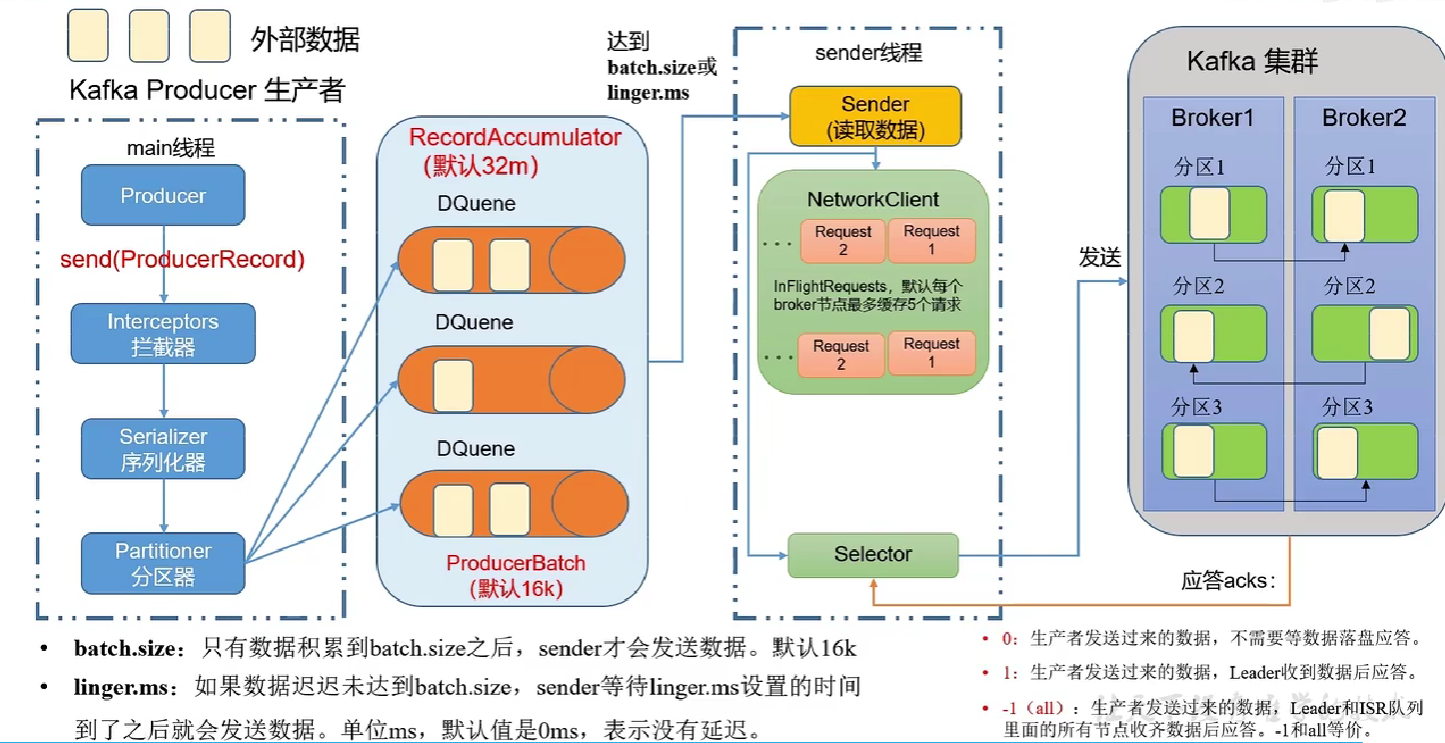 外部数据
Kafka Producer 生产者
main线程
Producer
send(ProducerRecord)
Interceptors
拦截器
Serializer
序列化器
Partitioner
分区器
RecordAccumulator
(默认32m)
DQuene
DQuene
DQuene
ProducerBatch
(默认16k)
达到
batch.size或
linger.ms
sender线程
Sender
(读取数据)
NetworkClient
... Request 2
Request 1
InFlightRequests，默认每个
broker节点最多缓存5个请求
... Request 2
Request 1
Selector
发送
Kafka 集群
Broker1
Broker2
分区1
分区1
分区2
分区2
分区3
分区3
应答acks：
• batch.size：只有数据积累到batch.size之后，sender才会发送数据。默认16k
• linger.ms：如果数据迟迟未达到batch.size，sender等待linger.ms设置的时间
到了之后就会发送数据。单位ms，默认值是0ms，表示没有延迟。
• 0：生产者发送过来的数据，不需要等数据落盘应答。
• 1：生产者发送过来的数据，Leader收到数据后应答。
• -1（all）：生产者发送过来的数据，Leader和ISR队列
里面的所有节点收齐数据后应答。-1和all等价。